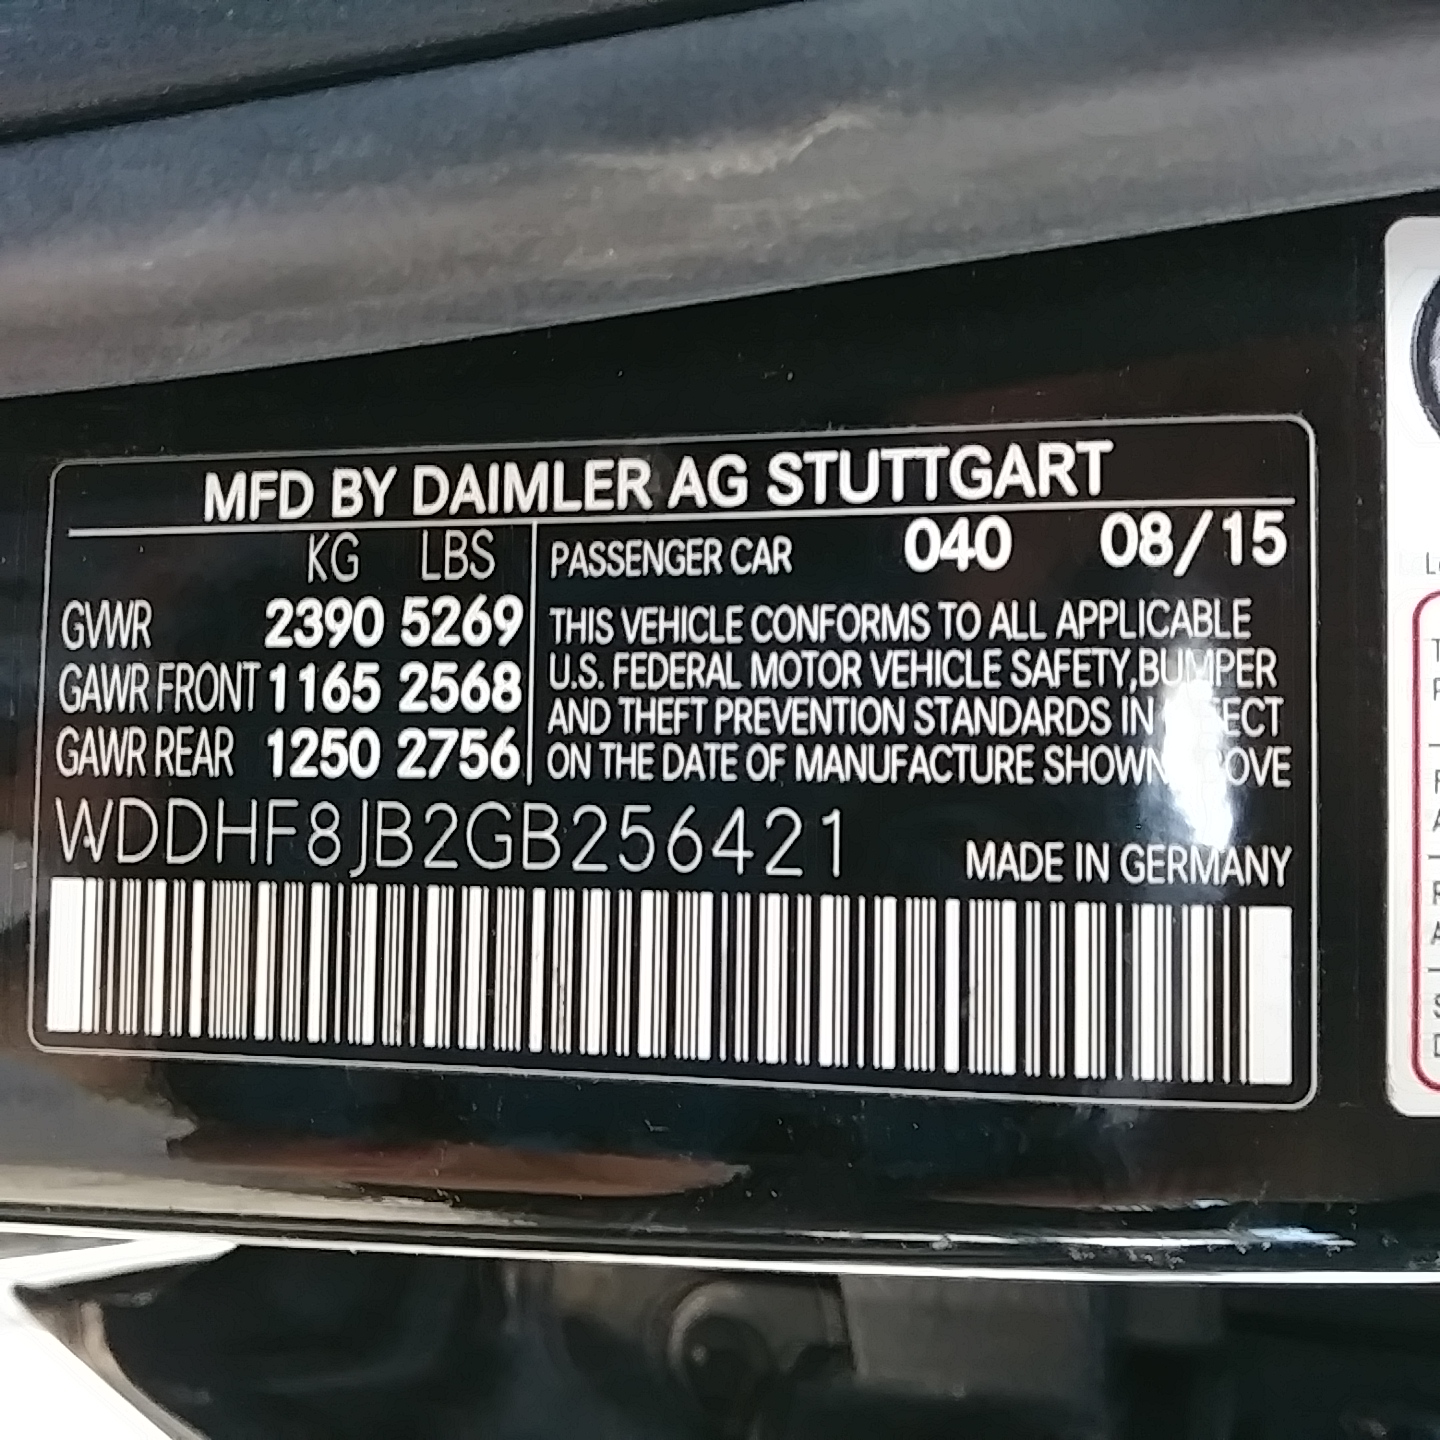 MFD BY DAIMLER AG STUTTGART
KG LBS
GVWR 2390 5269
GAWR FRONT 1165 2568
GAWR REAR 1250 2756
PASSENGER CAR 040 08/15
THIS VEHICLE CONFORMS TO ALL APPLICABLE
U.S. FEDERAL MOTOR VEHICLE SAFETY, BUMPER
AND THEFT PREVENTION STANDARDS IN EFFECT
ON THE DATE OF MANUFACTURE SHOWN ABOVE
WDDHF8JB2GB256421
MADE IN GERMANY